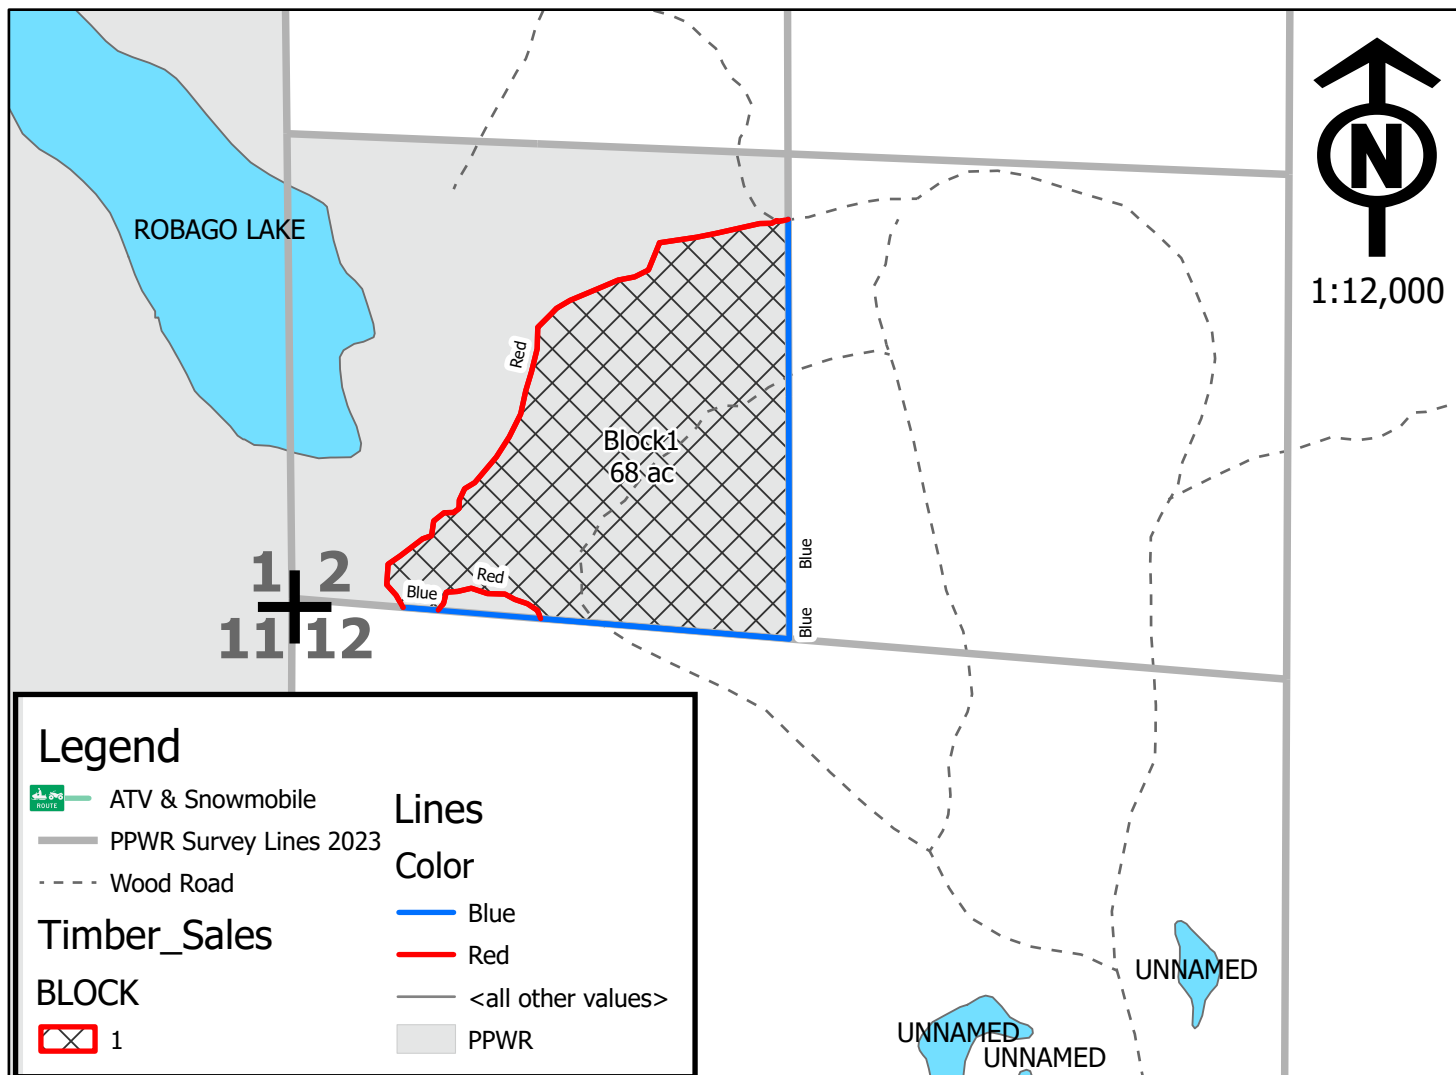 N
1:12,000
ROBAGO LAKE
Red
Block1
68 ac
Blue
Blue
Red
Blue
1 2
11 12
UNNAMED
UNNAMED
UNNAMED
Legend
ROUTE
ATV & Snowmobile
PPWR Survey Lines 2023
Wood Road
Timber_Sales
BLOCK
1
Lines
Color
Blue
Red
<all other values>
PPWR